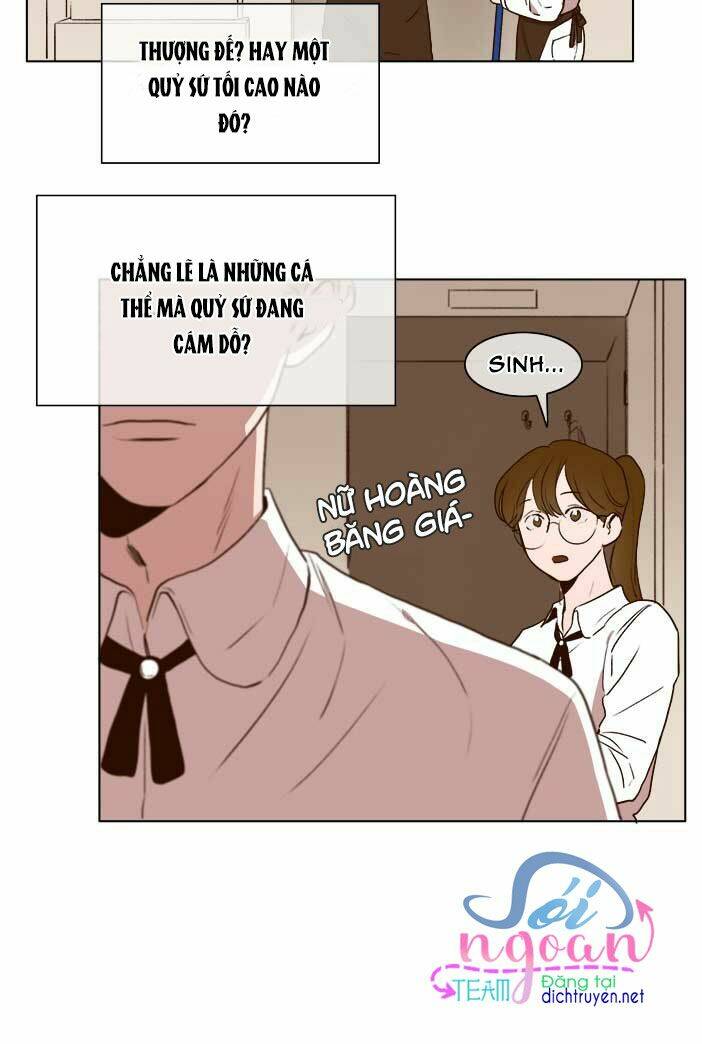 THƯỢNG ĐẾ? HAY MỘT
QUỶ SỨ TỐI CAO NÀO
ĐÓ?
CHẲNG LẼ LÀ NHỮNG CÁ
THỂ MÀ QUỶ SỨ ĐANG
CÁM DỖ?
SINH...
NỮ HOÀNG
BĂNG GIÁ-
Sói
ngoan
TEAM
Đăng tại
dichtruyen.net